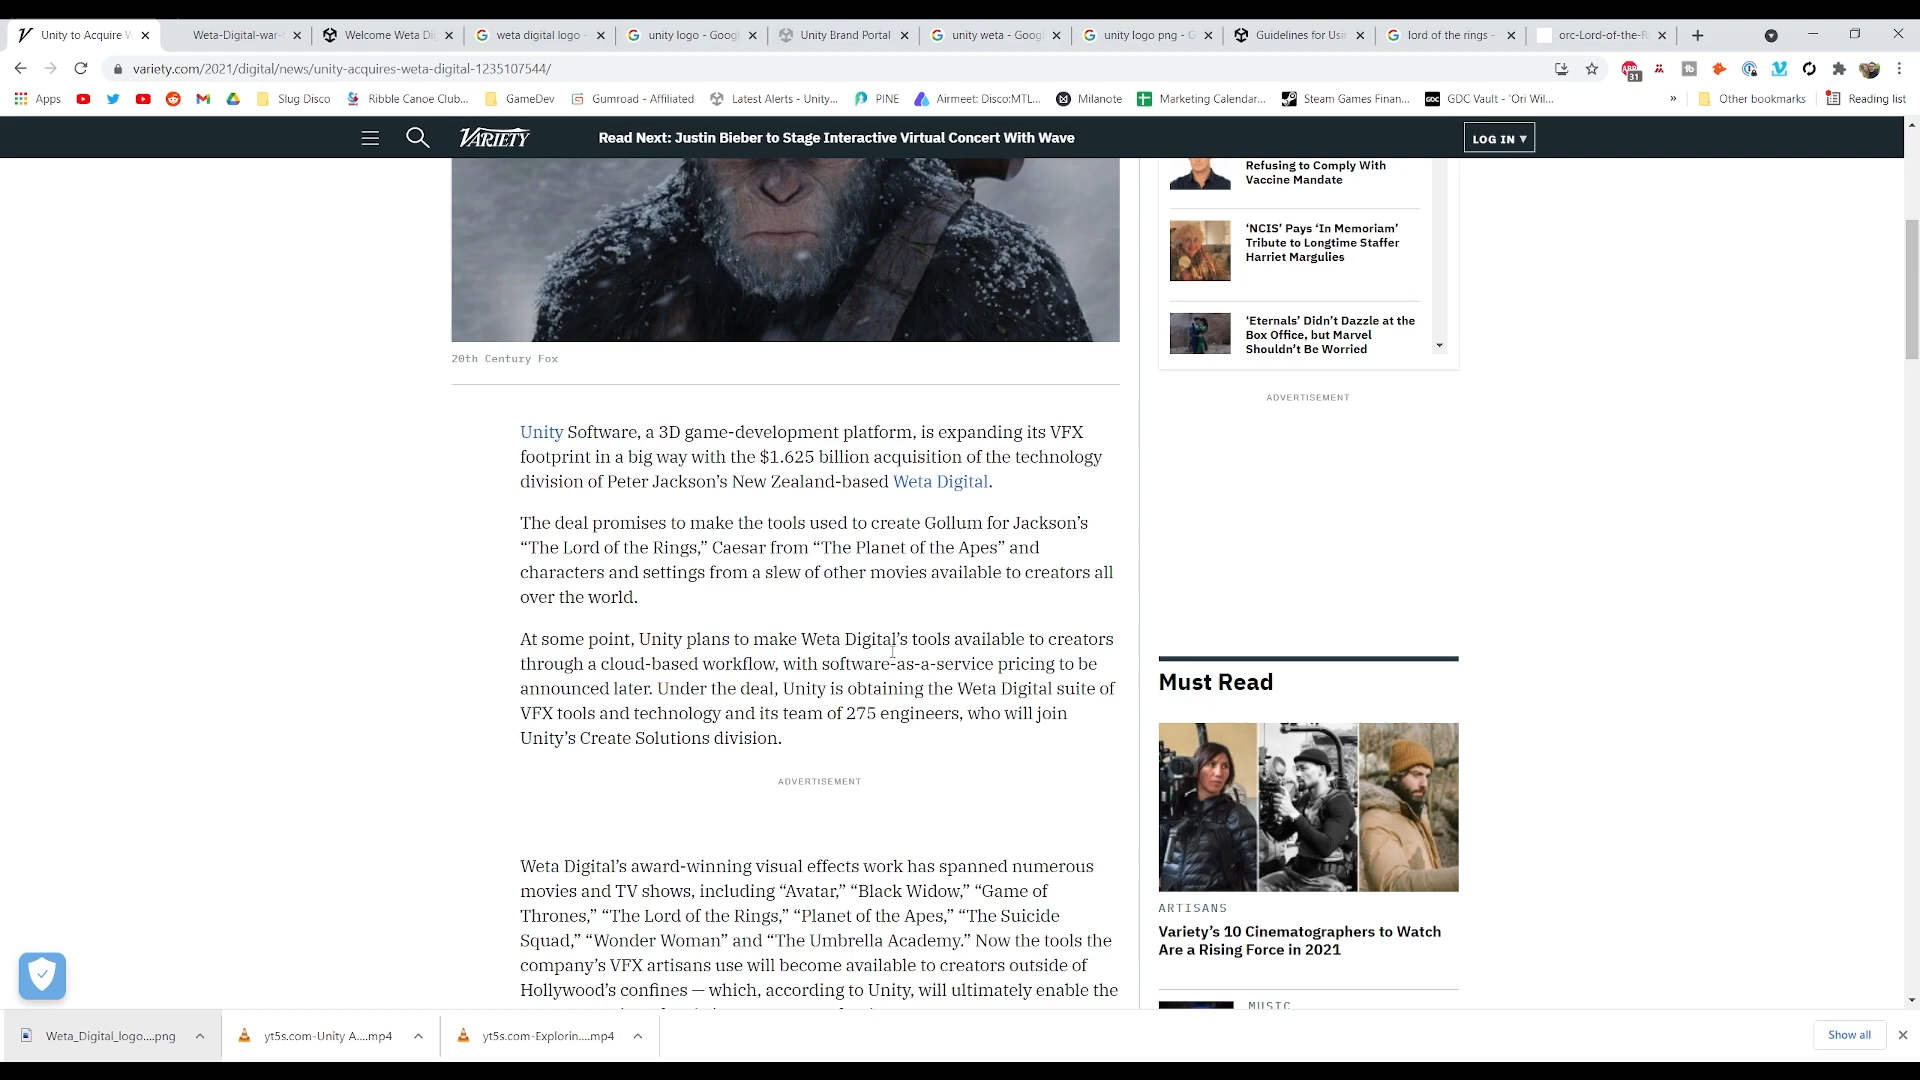 Unity to Acquire W
Weta-Digital-war-
Welcome Weta Di
weta digital logo -
unity logo - Googl
Unity Brand Portal
unity weta - Goog
unity logo png - G
Guidelines for Usi
lord of the rings -
orc-Lord-of-the-R
variety.com/2021/digital/news/unity-acquires-weta-digital-1235107544/
31
Apps
Slug Disco
Ribble Canoe Club...
GameDev
Gumroad - Affiliated
Latest Alerts - Unity...
PINE
Airmeet: Disco:MTL...
Milanote
Marketing Calendar...
Steam Games Finan...
GDC Vault - 'Ori Wil...
»
Other bookmarks
Reading list
VARIETY
Read Next: Justin Bieber to Stage Interactive Virtual Concert With Wave
LOG IN ▾
20th Century Fox
Unity Software, a 3D game-development platform, is expanding its VFX
footprint in a big way with the $1.625 billion acquisition of the technology
division of Peter Jackson’s New Zealand-based Weta Digital.
The deal promises to make the tools used to create Gollum for Jackson’s
“The Lord of the Rings,” Caesar from “The Planet of the Apes” and
characters and settings from a slew of other movies available to creators all
over the world.
At some point, Unity plans to make Weta Digital’s tools available to creators
through a cloud-based workflow, with software-as-a-service pricing to be
announced later. Under the deal, Unity is obtaining the Weta Digital suite of
VFX tools and technology and its team of 275 engineers, who will join
Unity’s Create Solutions division.
ADVERTISEMENT
Weta Digital’s award-winning visual effects work has spanned numerous
movies and TV shows, including “Avatar,” “Black Widow,” “Game of
Thrones,” “The Lord of the Rings,” “Planet of the Apes,” “The Suicide
Squad,” “Wonder Woman” and “The Umbrella Academy.” Now the tools the
company’s VFX artisans use will become available to creators outside of
Hollywood’s confines — which, according to Unity, will ultimately enable the
Refusing to Comply With
Vaccine Mandate
‘NCIS’ Pays ‘In Memoriam’
Tribute to Longtime Staffer
Harriet Margulies
‘Eternals’ Didn’t Dazzle at the
Box Office, but Marvel
Shouldn’t Be Worried
ADVERTISEMENT
Must Read
ARTISANS
Variety’s 10 Cinematographers to Watch
Are a Rising Force in 2021
MUSIC
Weta_Digital_logo....png
yt5s.com-Unity A....mp4
yt5s.com-Explorin....mp4
Show all